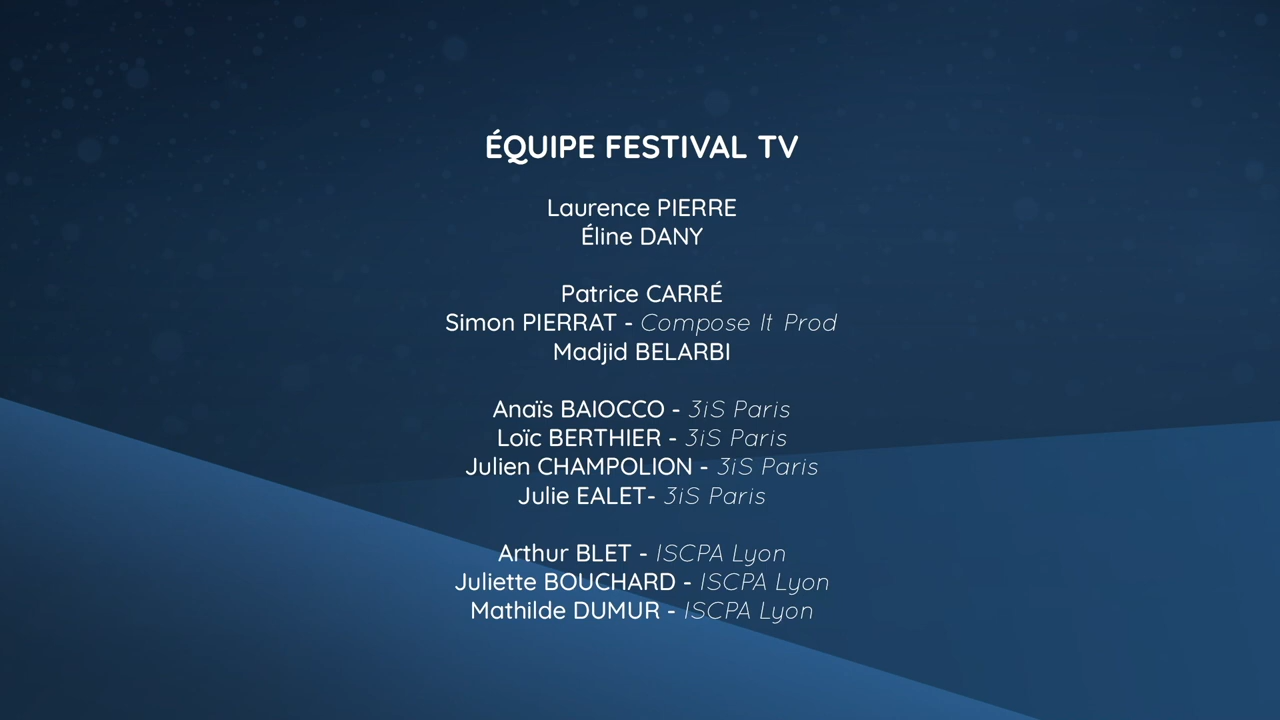 ÉQUIPE FESTIVAL TV
Laurence PIERRE
Éline DANY
Patrice CARRÉ
Simon PIERRAT - Compose It Prod
Madjid BELARBI
Anaïs BAIOCCO - 3iS Paris
Loïc BERTHIER - 3iS Paris
Julien CHAMPOLION - 3iS Paris
Julie EALET- 3iS Paris
Arthur BLET - ISCPA Lyon
Juliette BOUCHARD - ISCPA Lyon
Mathilde DUMUR - ISCPA Lyon